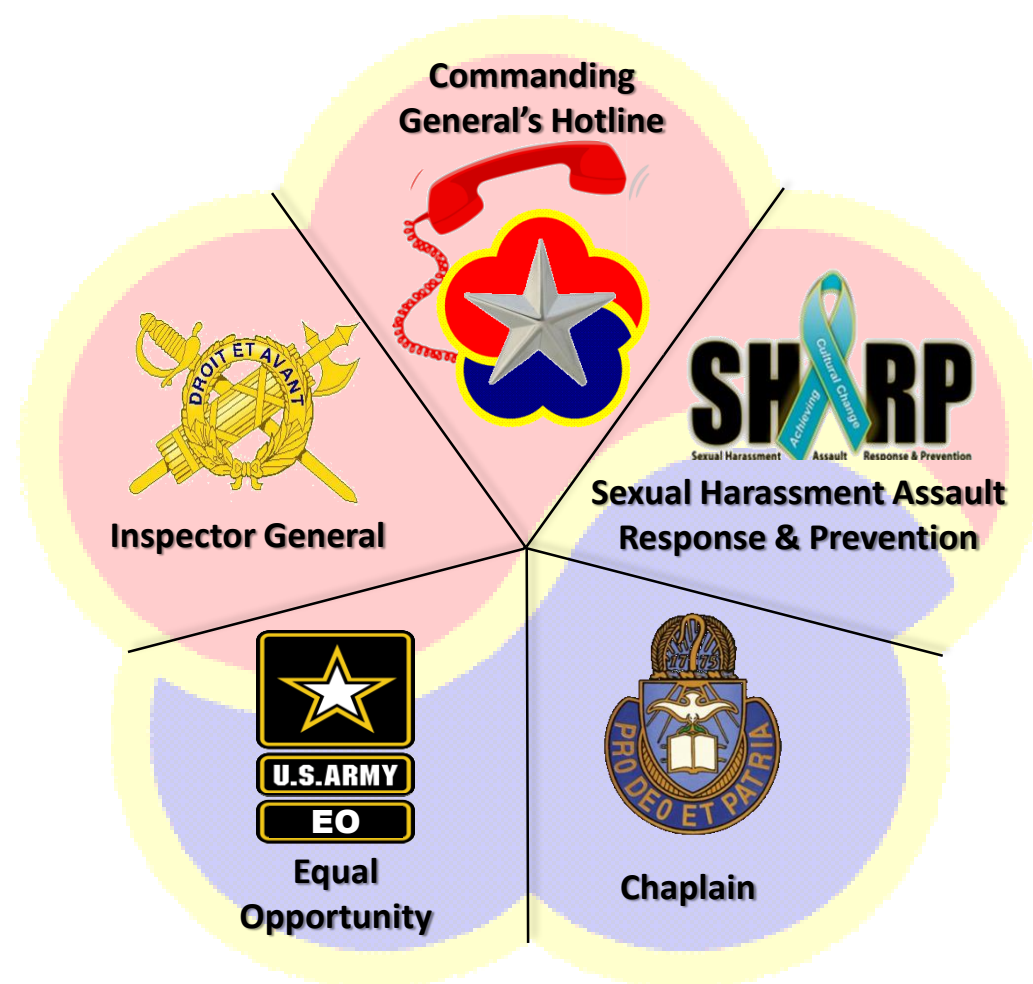 Commanding
General's Hotline
DROIT ET AVANT
Inspector General
SHARP
Achieving
Cultural Change
Sexual Harassment Assault Response & Prevention
Sexual Harassment Assault
Response & Prevention
U.S.ARMY
EO
Equal
Opportunity
1775
PRO DEO ET PATRIA
Chaplain